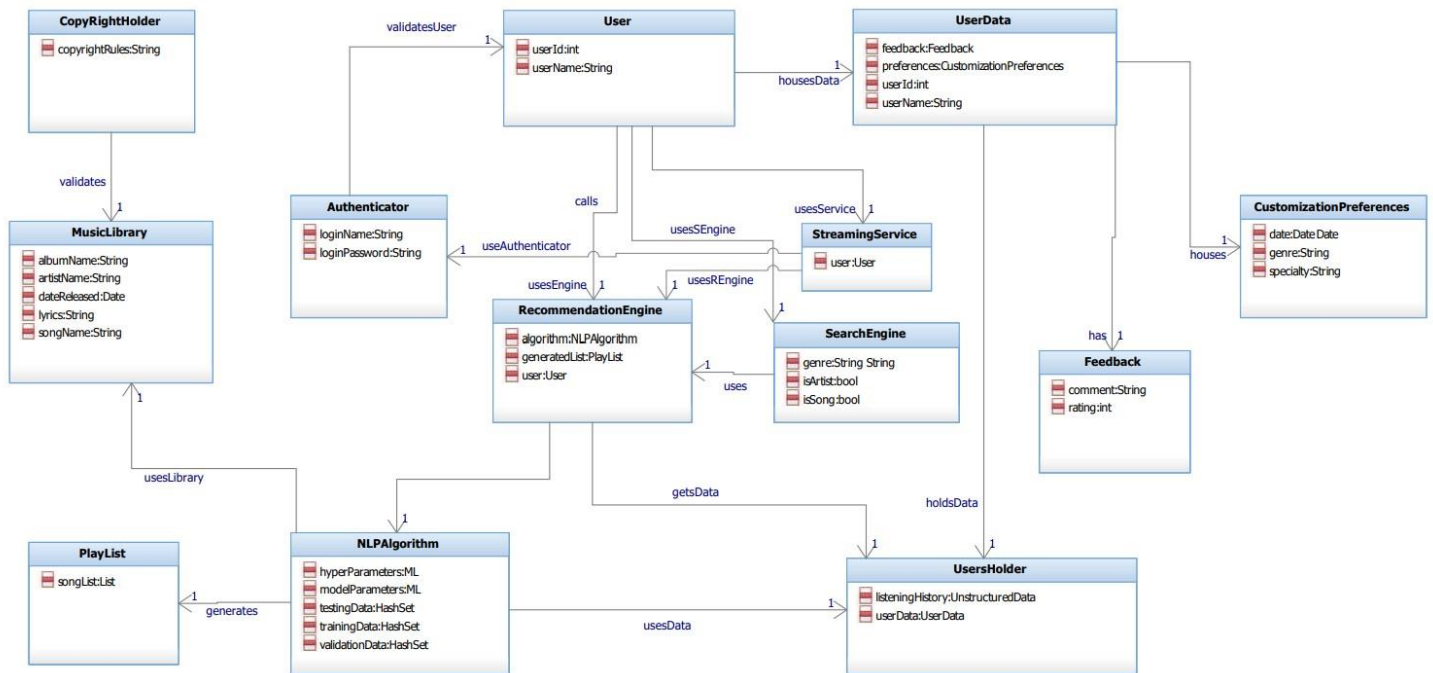 CopyRightHolder
copyrightRules:String
validatesUser
1
User
userId:int
userName:String
1
housesData
UserData
feedback:Feedback
preferences:CustomizationPreferences
userId:int
userName:String
validates
1
MusicLibrary
albumName:String
artistName:String
dateReleased:Date
lyrics:String
songName:String
Authenticator
loginName:String
loginPassword:String
1
useAuthenticator
calls
usesEngine
1
usesSEngine
usesREngine
1
usesService
1
StreamingService
user:User
1
houses
CustomizationPreferences
date:Date Date
genre:String
specialty:String
RecommendationEngine
algorithm:NLPAlgorithm
generatedList:PlayList
user:User
1
uses
1
SearchEngine
genre:String String
isArtist:bool
isSong:bool
has
1
Feedback
comment:String
rating:int
1
usesLibrary
getsData
1
holdsData
1
1
PlayList
songList:List
1
generates
NLPAlgorithm
hyperParameters:ML
modelParameters:ML
testingData:HashSet
trainingData:HashSet
validationData:HashSet
usesData
1
UsersHolder
listeningHistory:UnstructuredData
userData:UserData